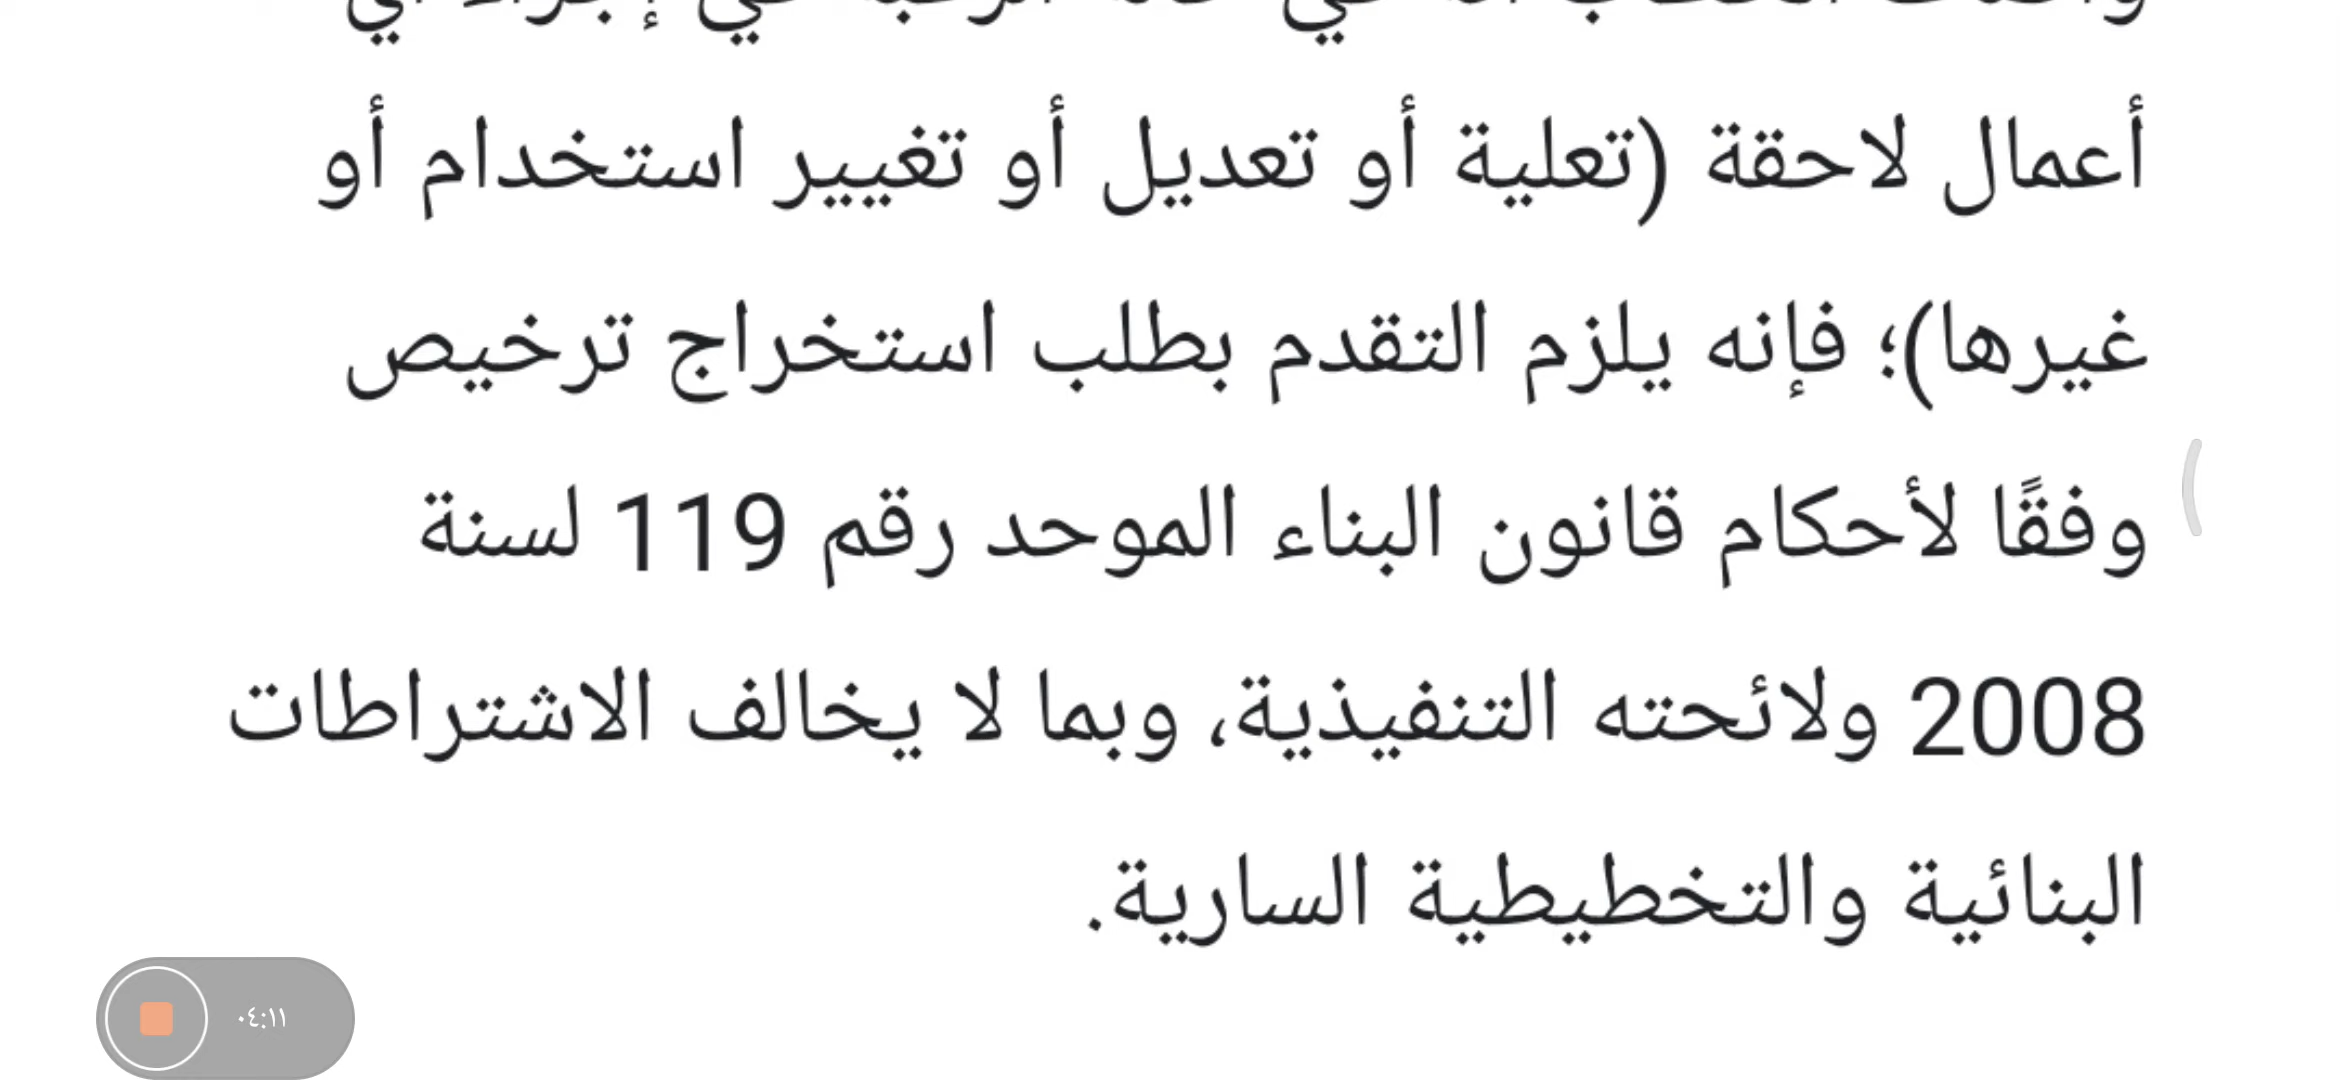 أعمال لاحقة (تعلية أو تعديل أو تغيير استخدام أو
غيرها)؛ فإنه يلزم التقدم بطلب استخراج ترخيص
وفقًا لأحكام قانون البناء الموحد رقم 119 لسنة
2008 ولائحته التنفيذية، وبما لا يخالف الاشتراطات
البنائية والتخطيطية السارية.
٠٤:١١